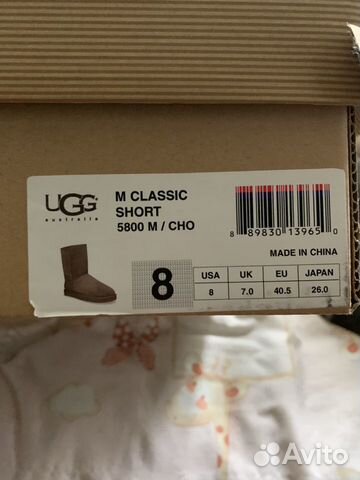 UGG
australia
M CLASSIC
SHORT
5800 M / CHO
8 89830 13965 0
MADE IN CHINA
8
USA UK EU JAPAN
8 7.0 40.5 26.0
Avito